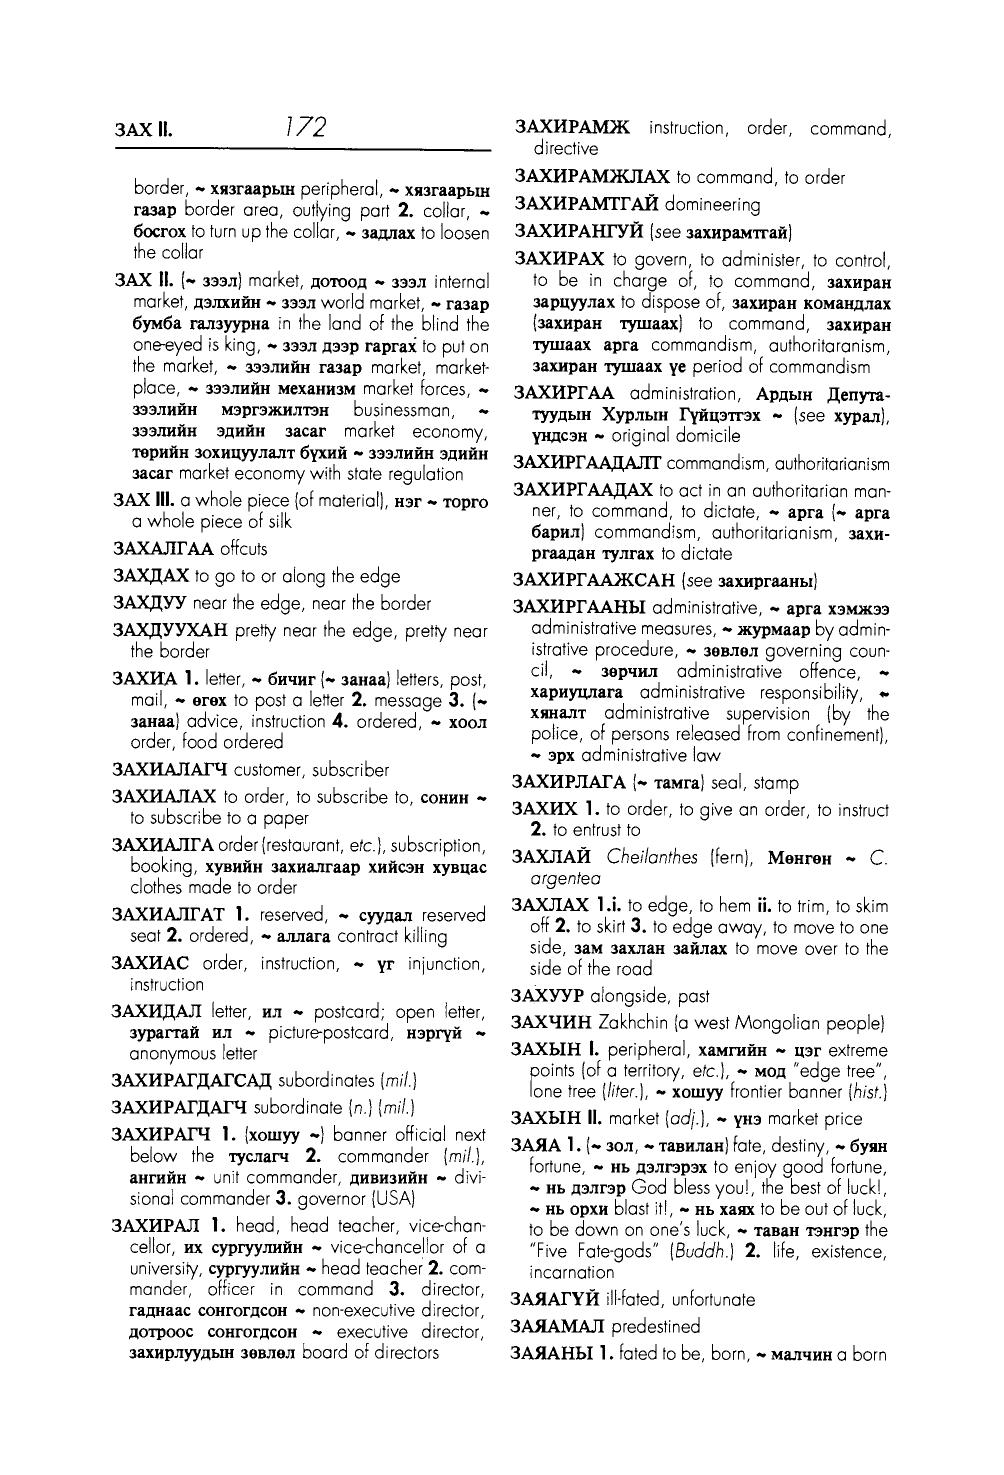 ЗАХ II. 172
border, ~ хязгаарын peripheral, ~ хязгаарын
газар border area, outlying part 2. collar, ~
босгох to turn up the collar, ~ задлах to loosen
the collar
ЗАХ II. (~ зээл) market, дотоод ~ зээл internal
market, дэлхийн ~ зээл world market, ~ газар
бумба галзуурна in the land of the blind the
one-eyed is king, ~ зээл дээр гаргах to put on
the market, ~ зээлийн газар market, market-
place, ~ зээлийн механизм market forces, ~
зээлийн мэргэжилтэн businessman, ~
зээлийн эдийн засаг market economy,
төрийн зохицуулалт бүхий ~ зээлийн эдийн
засаг market economy with state regulation
ЗАХ III. a whole piece (of material), нэг ~ торго
a whole piece of silk
ЗАХАЛГАА offcuts
ЗАХДАХ to go to or along the edge
ЗАХДУУ near the edge, near the border
ЗАХДУУХАН pretty near the edge, pretty near
the border
ЗАХИА 1. letter, ~ бичиг (~ занаа) letters, post,
mail, ~ өгөх to post a letter 2. message 3. (~
занаа) advice, instruction 4. ordered, ~ хоол
order, food ordered
ЗАХИАЛАГЧ customer, subscriber
ЗАХИАЛАХ to order, to subscribe to, сонин ~
to subscribe to a paper
ЗАХИАЛГА order (restaurant, etc.), subscription,
booking, хувийн захиалгаар хийсэн хувцас
clothes made to order
ЗАХИАЛГАТ 1. reserved, ~ суудал reserved
seat 2. ordered, ~ аллага contract killing
ЗАХИАС order, instruction, ~ үг injunction,
instruction
ЗАХИДАЛ letter, ил ~ postcard; open letter,
зурагтай ил ~ picture-postcard, нэргүй ~
anonymous letter
ЗАХИРАГДАГСАД subordinates (mil.)
ЗАХИРАГДАГЧ subordinate (n.) (mil.)
ЗАХИРАГЧ 1. (хошуу ~) banner official next
below the туслагч 2. commander (mil.),
ангийн ~ unit commander, дивизийн ~ divi-
sional commander 3. governor (USA)
ЗАХИРАЛ 1. head, head teacher, vice-chan-
cellor, их сургуулийн ~ vice-chancellor of a
university, сургуулийн ~ head teacher 2. com-
mander, officer in command 3. director,
гаднаас сонгогдсон ~ non-executive director,
дотроос сонгогдсон ~ executive director,
захирлуудын зөвлөл board of directors
ЗАХИРАМЖ instruction, order, command,
directive
ЗАХИРАМЖЛАХ to command, to order
ЗАХИРАМТГАЙ domineering
ЗАХИРАНГУЙ (see захирамтгай)
ЗАХИРАХ to govern, to administer, to control,
to be in charge of, to command, захиран
зарцуулах to dispose of, захиран командлах
(захиран тушаах) to command, захиран
тушаах арга commandism, authoritaranism,
захиран тушаах үе period of commandism
ЗАХИРГАА administration, Ардын Депута-
туудын Хурлын Гүйцэтгэх ~ (see хурал),
үндсэн ~ original domicile
ЗАХИРГААДАЛТ commandism, authoritarianism
ЗАХИРГААДАХ to act in an authoritarian man-
ner, to command, to dictate, ~ арга (~ арга
барил) commandism, authoritarianism, захи-
ргаадан тулгах to dictate
ЗАХИРГААЖСАН (see захиргааны)
ЗАХИРГААНЫ administrative, ~ арга хэмжээ
administrative measures, ~ журмаар by admin-
istrative procedure, ~ зөвлөл governing coun-
cil, ~ зөрчил administrative offence, ~
хариуцлага administrative responsibility, ~
хяналт administrative supervision (by the
police, of persons released from confinement),
~ эрх administrative law
ЗАХИРЛАГА (~ тамга) seal, stamp
ЗАХИХ 1. to order, to give an order, to instruct
2. to entrust to
ЗАХЛАЙ Cheilanthes (fern), Мөнгөн ~ C.
argentea
ЗАХЛАХ 1.i. to edge, to hem ii. to trim, to skim
off 2. to skirt 3. to edge away, to move to one
side, зам захлан зайлах to move over to the
side of the road
ЗАХУУР alongside, past
ЗАХЧИН Zakhchin (a west Mongolian people)
ЗАХЫН I. peripheral, хамгийн ~ цэг extreme
points (of a territory, etc.), ~ мод "edge tree",
lone tree (liter.), ~ хошуу frontier banner (hist.)
ЗАХЫН II. market (adj.), ~ үнэ market price
ЗАЯА 1. (~ зол, ~ тавилан) fate, destiny, ~ буян
fortune, ~ нь дэлгэрэх to enjoy good fortune,
~ нь дэлгэр God bless you!, the best of luck!,
~ нь орхи blast it!, ~ нь хаях to be out of luck,
to be down on one's luck, ~ таван тэнгэр the
"Five Fate-gods" (Buddh.) 2. life, existence,
incarnation
ЗАЯАГҮЙ ill-fated, unfortunate
ЗАЯАМАЛ predestined
ЗАЯАНЫ 1. fated to be, born, ~ малчин a born